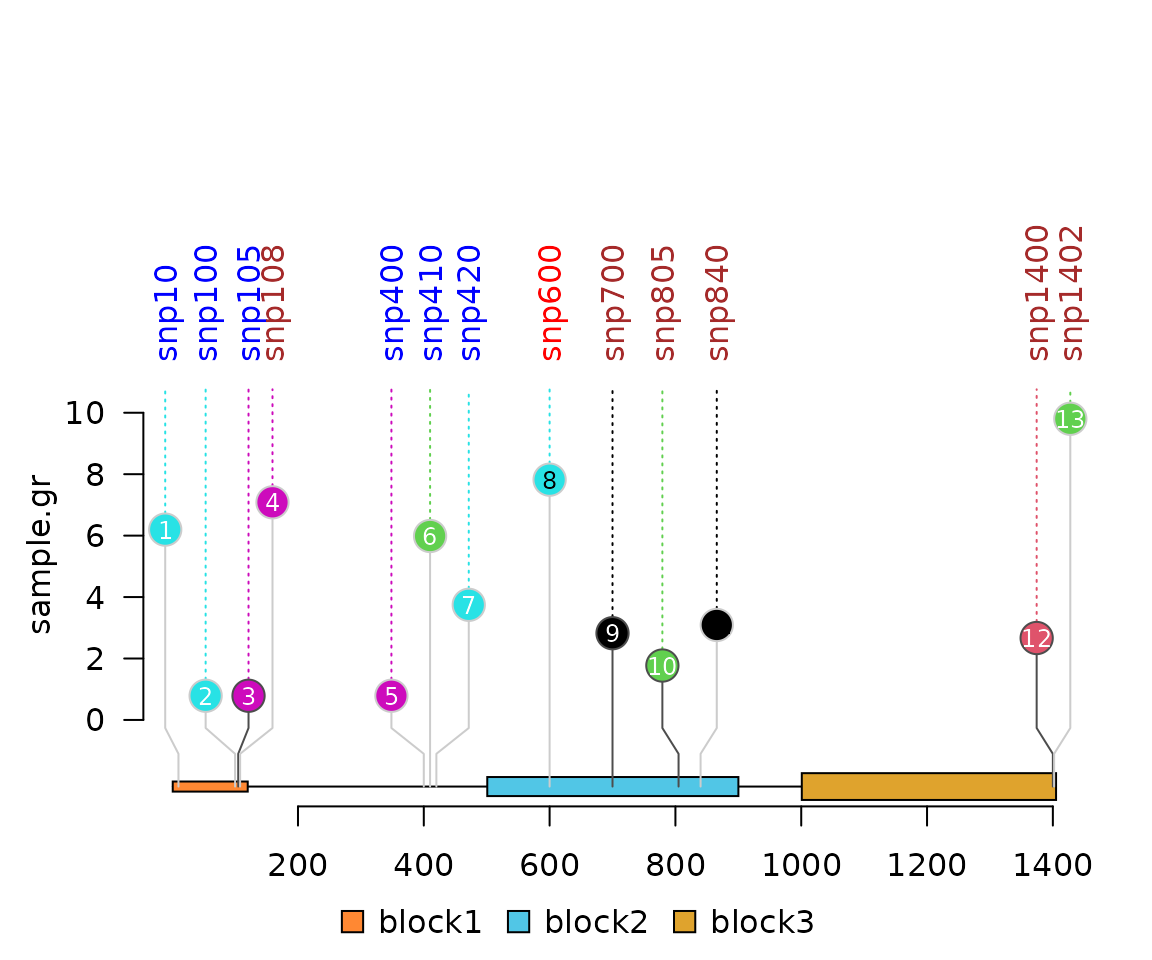 snp10 snp100 snp105 snp108 snp400 snp410 snp420 snp600 snp700 snp805 snp840 snp1400 snp1402
sample.gr
10
8
6
4
2
0
1 2 3 4 5 6 7 8 9 10 12 13
200 400 600 800 1000 1200 1400
block1 block2 block3